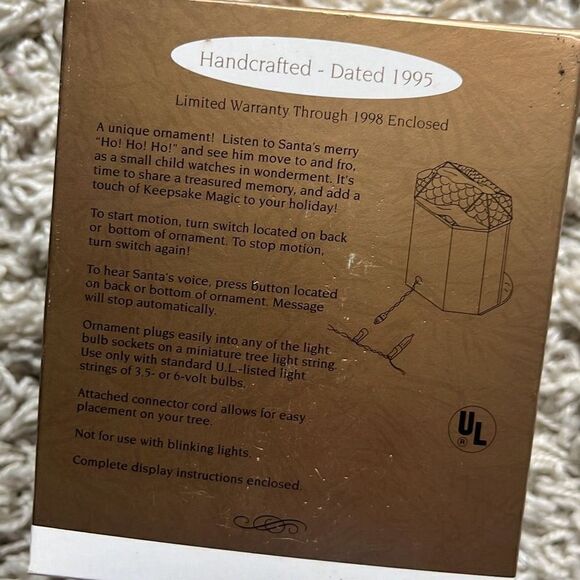 Handcrafted - Dated 1995
Limited Warranty Through 1998 Enclosed
A unique ornament! Listen to Santa's merry
"Ho! Ho! Ho!" and see him move to and fro,
as a small child watches in wonderment. It's
time to share a treasured memory, and add a
touch of Keepsake Magic to your holiday!
To start motion, turn switch located on back
or bottom of ornament. To stop motion,
turn switch again!
To hear Santa's voice, press button located
on back or bottom of ornament. Message
will stop automatically.
Ornament plugs easily into any of the light
bulb sockets on a miniature tree light string.
Use only with standard U.L.-listed light
strings of 3.5- or 6-volt bulbs.
Attached connector cord allows for easy
placement on your tree.
Not for use with blinking lights.
Complete display instructions enclosed.
UL
®